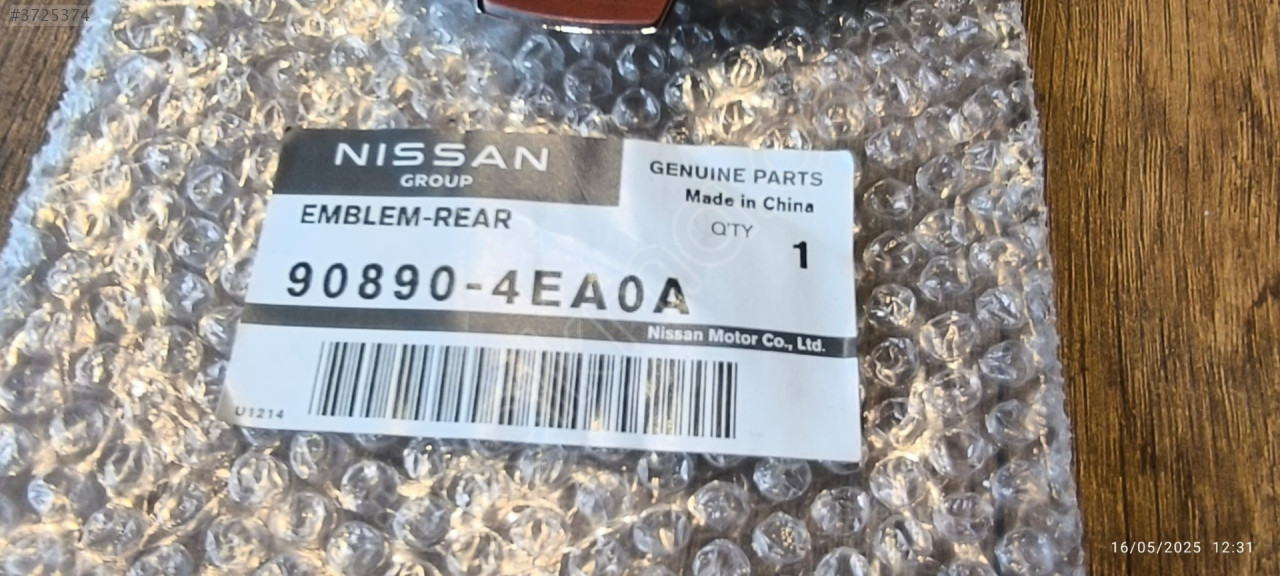 #3725374
NISSAN
GROUP
GENUINE PARTS
Made in China
EMBLEM-REAR
Q'TY
1
90890-4EA0A
Nissan Motor Co., Ltd.
U1214
16/05/2025 12:31